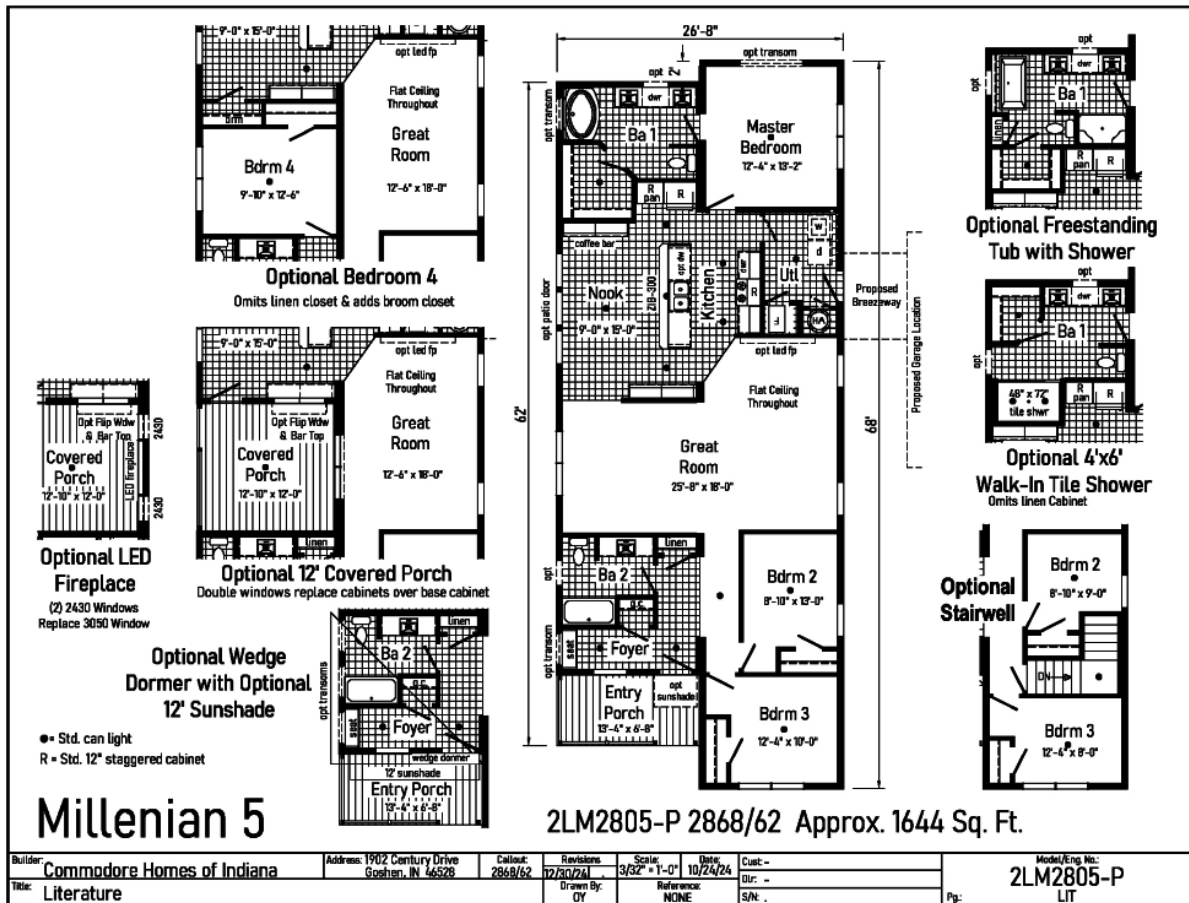 9'-0" x 15'-0"
opt led fp
Flat Ceiling
Throughout
Great
Room
12'-6" x 18'-0"
brm
Bdrm 4
9'-10" x 12'-6"
Optional Bedroom 4
Omits linen closet & adds broom closet
9'-0" x 15'-0"
opt led fp
Flat Ceiling
Throughout
Great
Room
12'-6" x 18'-0"
Opt Flip Wdw
& Bar Top
Covered
Porch
12'-10" x 12'-0"
linen
Optional 12' Covered Porch
Double windows replace cabinets over base cabinet
Opt Flip Wdw
& Bar Top
2430
Covered
Porch
12'-10" x 12'-0"
LED fireplace
2430
Optional LED
Fireplace
(2) 2430 Windows
Replace 3050 Window
Optional Wedge
Dormer with Optional
12' Sunshade
opt transoms
linen
Ba 2
o.c.
seat
Foyer
wedge dormer
12' sunshade
Entry Porch
13'-4" x 6'-8"
● = Std. can light
R = Std. 12" staggered cabinet
26'-8"
opt transom
opt
2'
62'
68'
opt transom
dwr
Ba 1
Master
Bedroom
12'-4" x 13'-2"
R
pan
R
coffee bar
opt patio door
Nook
9'-0" x 15'-0"
ZIB-300
opt dw
Kitchen
dwr
R
Utl
w
d
F
HA
Proposed
Breezeway
Proposed Garage Location
opt led fp
Flat Ceiling
Throughout
Great
Room
25'-8" x 18'-0"
linen
opt
Ba 2
o.c.
opt transom
seat
Foyer
opt
sunshade
Entry
Porch
13'-4" x 6'-8"
Bdrm 2
8'-10" x 13'-0"
Bdrm 3
12'-4" x 10'-0"
opt
dwr
opt
Ba 1
linen
R
pan
R
Optional Freestanding
Tub with Shower
opt
dwr
Ba 1
opt
48" x 72"
tile shwr
R
pan
R
Optional 4'x6'
Walk-In Tile Shower
Omits linen Cabinet
Optional
Stairwell
Bdrm 2
8'-10" x 9'-0"
DN
Bdrm 3
12'-4" x 8'-0"
Millenian 5
2LM2805-P 2868/62 Approx. 1644 Sq. Ft.
Builder: Commodore Homes of Indiana
Address: 1902 Century Drive
Goshen, IN 46528
Callout:
2868/62
Revisions
12/30/24
Scale:
3/32" = 1'-0"
Date:
10/24/24
Cust: -
Dlr: -
S/N: .
Model/Eng. No.:
2LM2805-P
Title: Literature
Drawn By:
OY
Reference:
NONE
Pg.: LIT